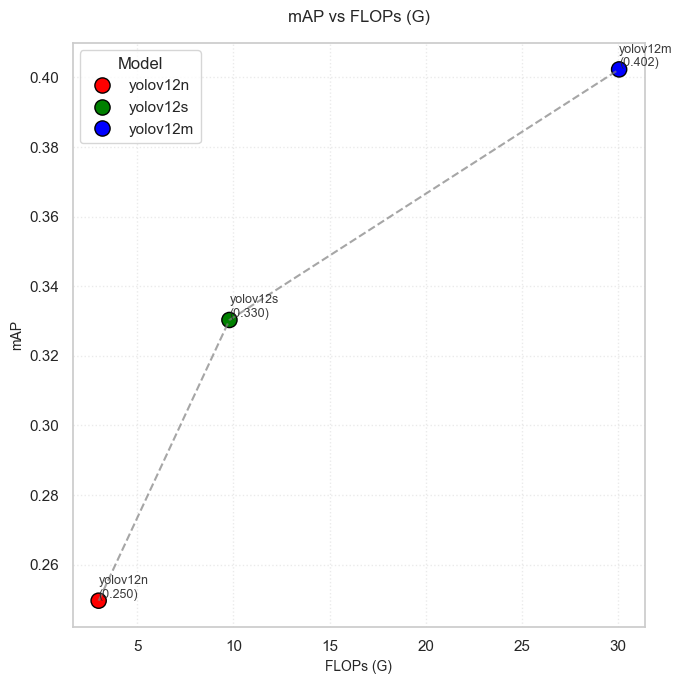 mAP vs FLOPs (G)
Model
yolov12n
yolov12s
yolov12m
yolov12m
(0.402)
yolov12s
(0.330)
yolov12n
(0.250)
mAP
0.40
0.38
0.36
0.34
0.32
0.30
0.28
0.26
5
10
15
20
25
30
FLOPs (G)